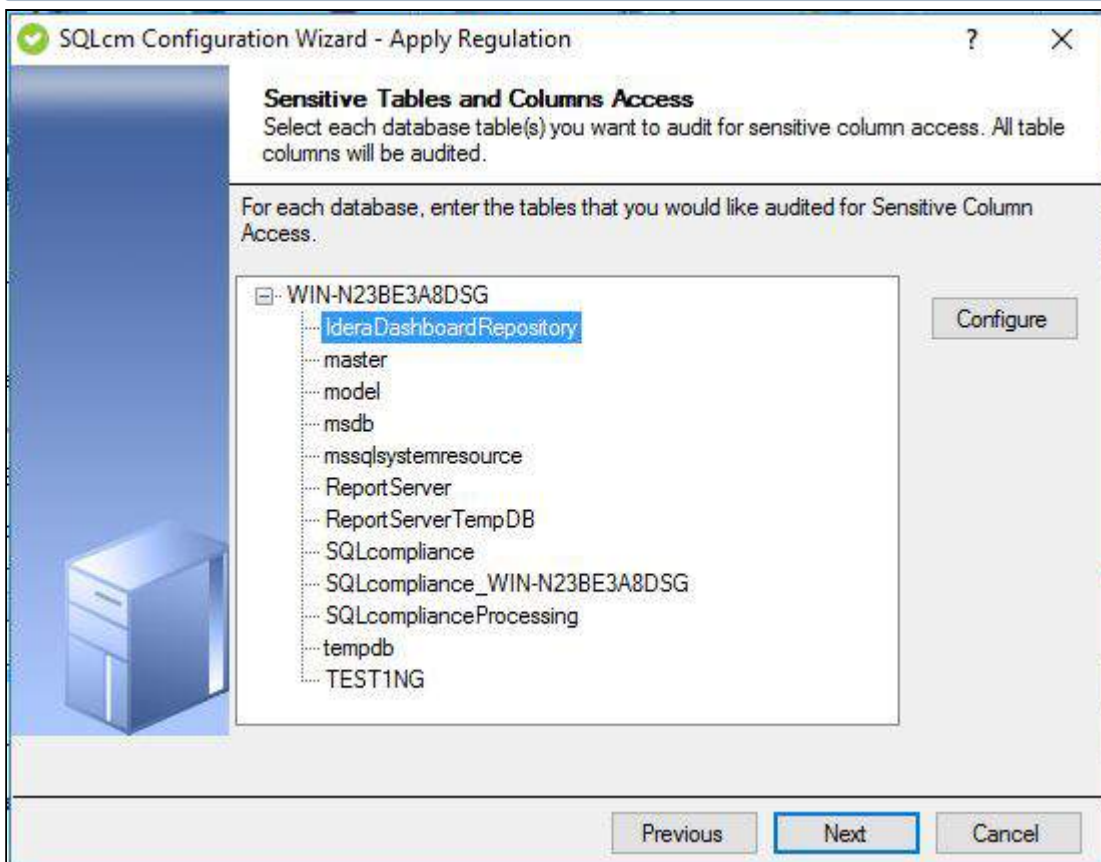 SQLcm Configuration Wizard - Apply Regulation ? ×
Sensitive Tables and Columns Access
Select each database table(s) you want to audit for sensitive column access. All table
columns will be audited.
For each database, enter the tables that you would like audited for Sensitive Column
Access.
WIN-N23BE3A8DSG
IderaDashboardRepository
Configure
master
model
msdb
mssqlsystemresource
ReportServer
ReportServerTempDB
SQLcompliance
SQLcompliance_WIN-N23BE3A8DSG
SQLcomplianceProcessing
tempdb
TEST1NG
Previous Next Cancel